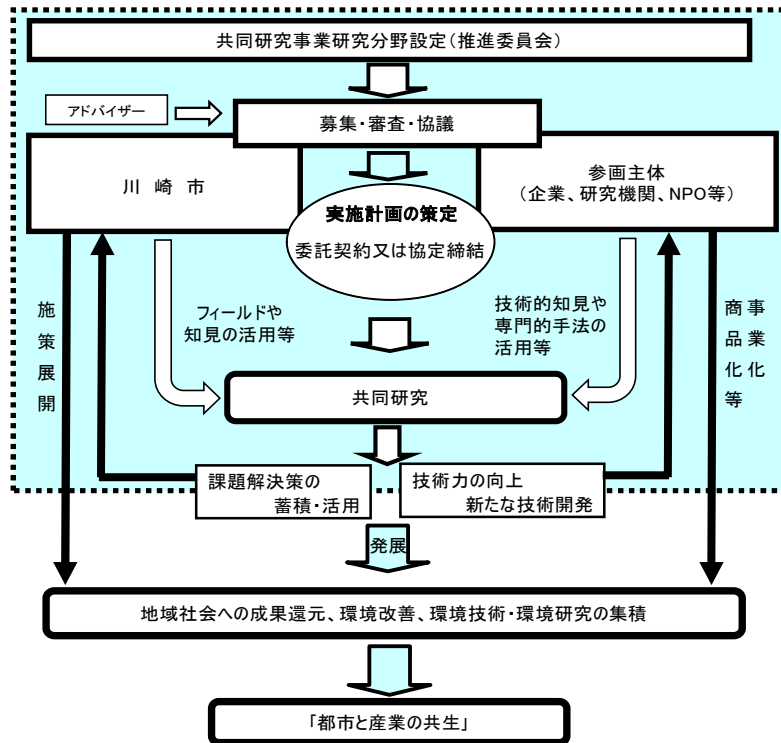 共同研究事業研究分野設定(推進委員会)
アドバイザー
募集・審査・協議
川崎市
参画主体
(企業、研究機関、NPO等)
実施計画の策定
委託契約又は協定締結
施策展開
フィールドや
知見の活用等
技術的知見や
専門的手法の
活用等
事業化
商品化等
共同研究
課題解決策の
蓄積・活用
技術力の向上
新たな技術開発
発展
地域社会への成果還元、環境改善、環境技術・環境研究の集積
「都市と産業の共生」